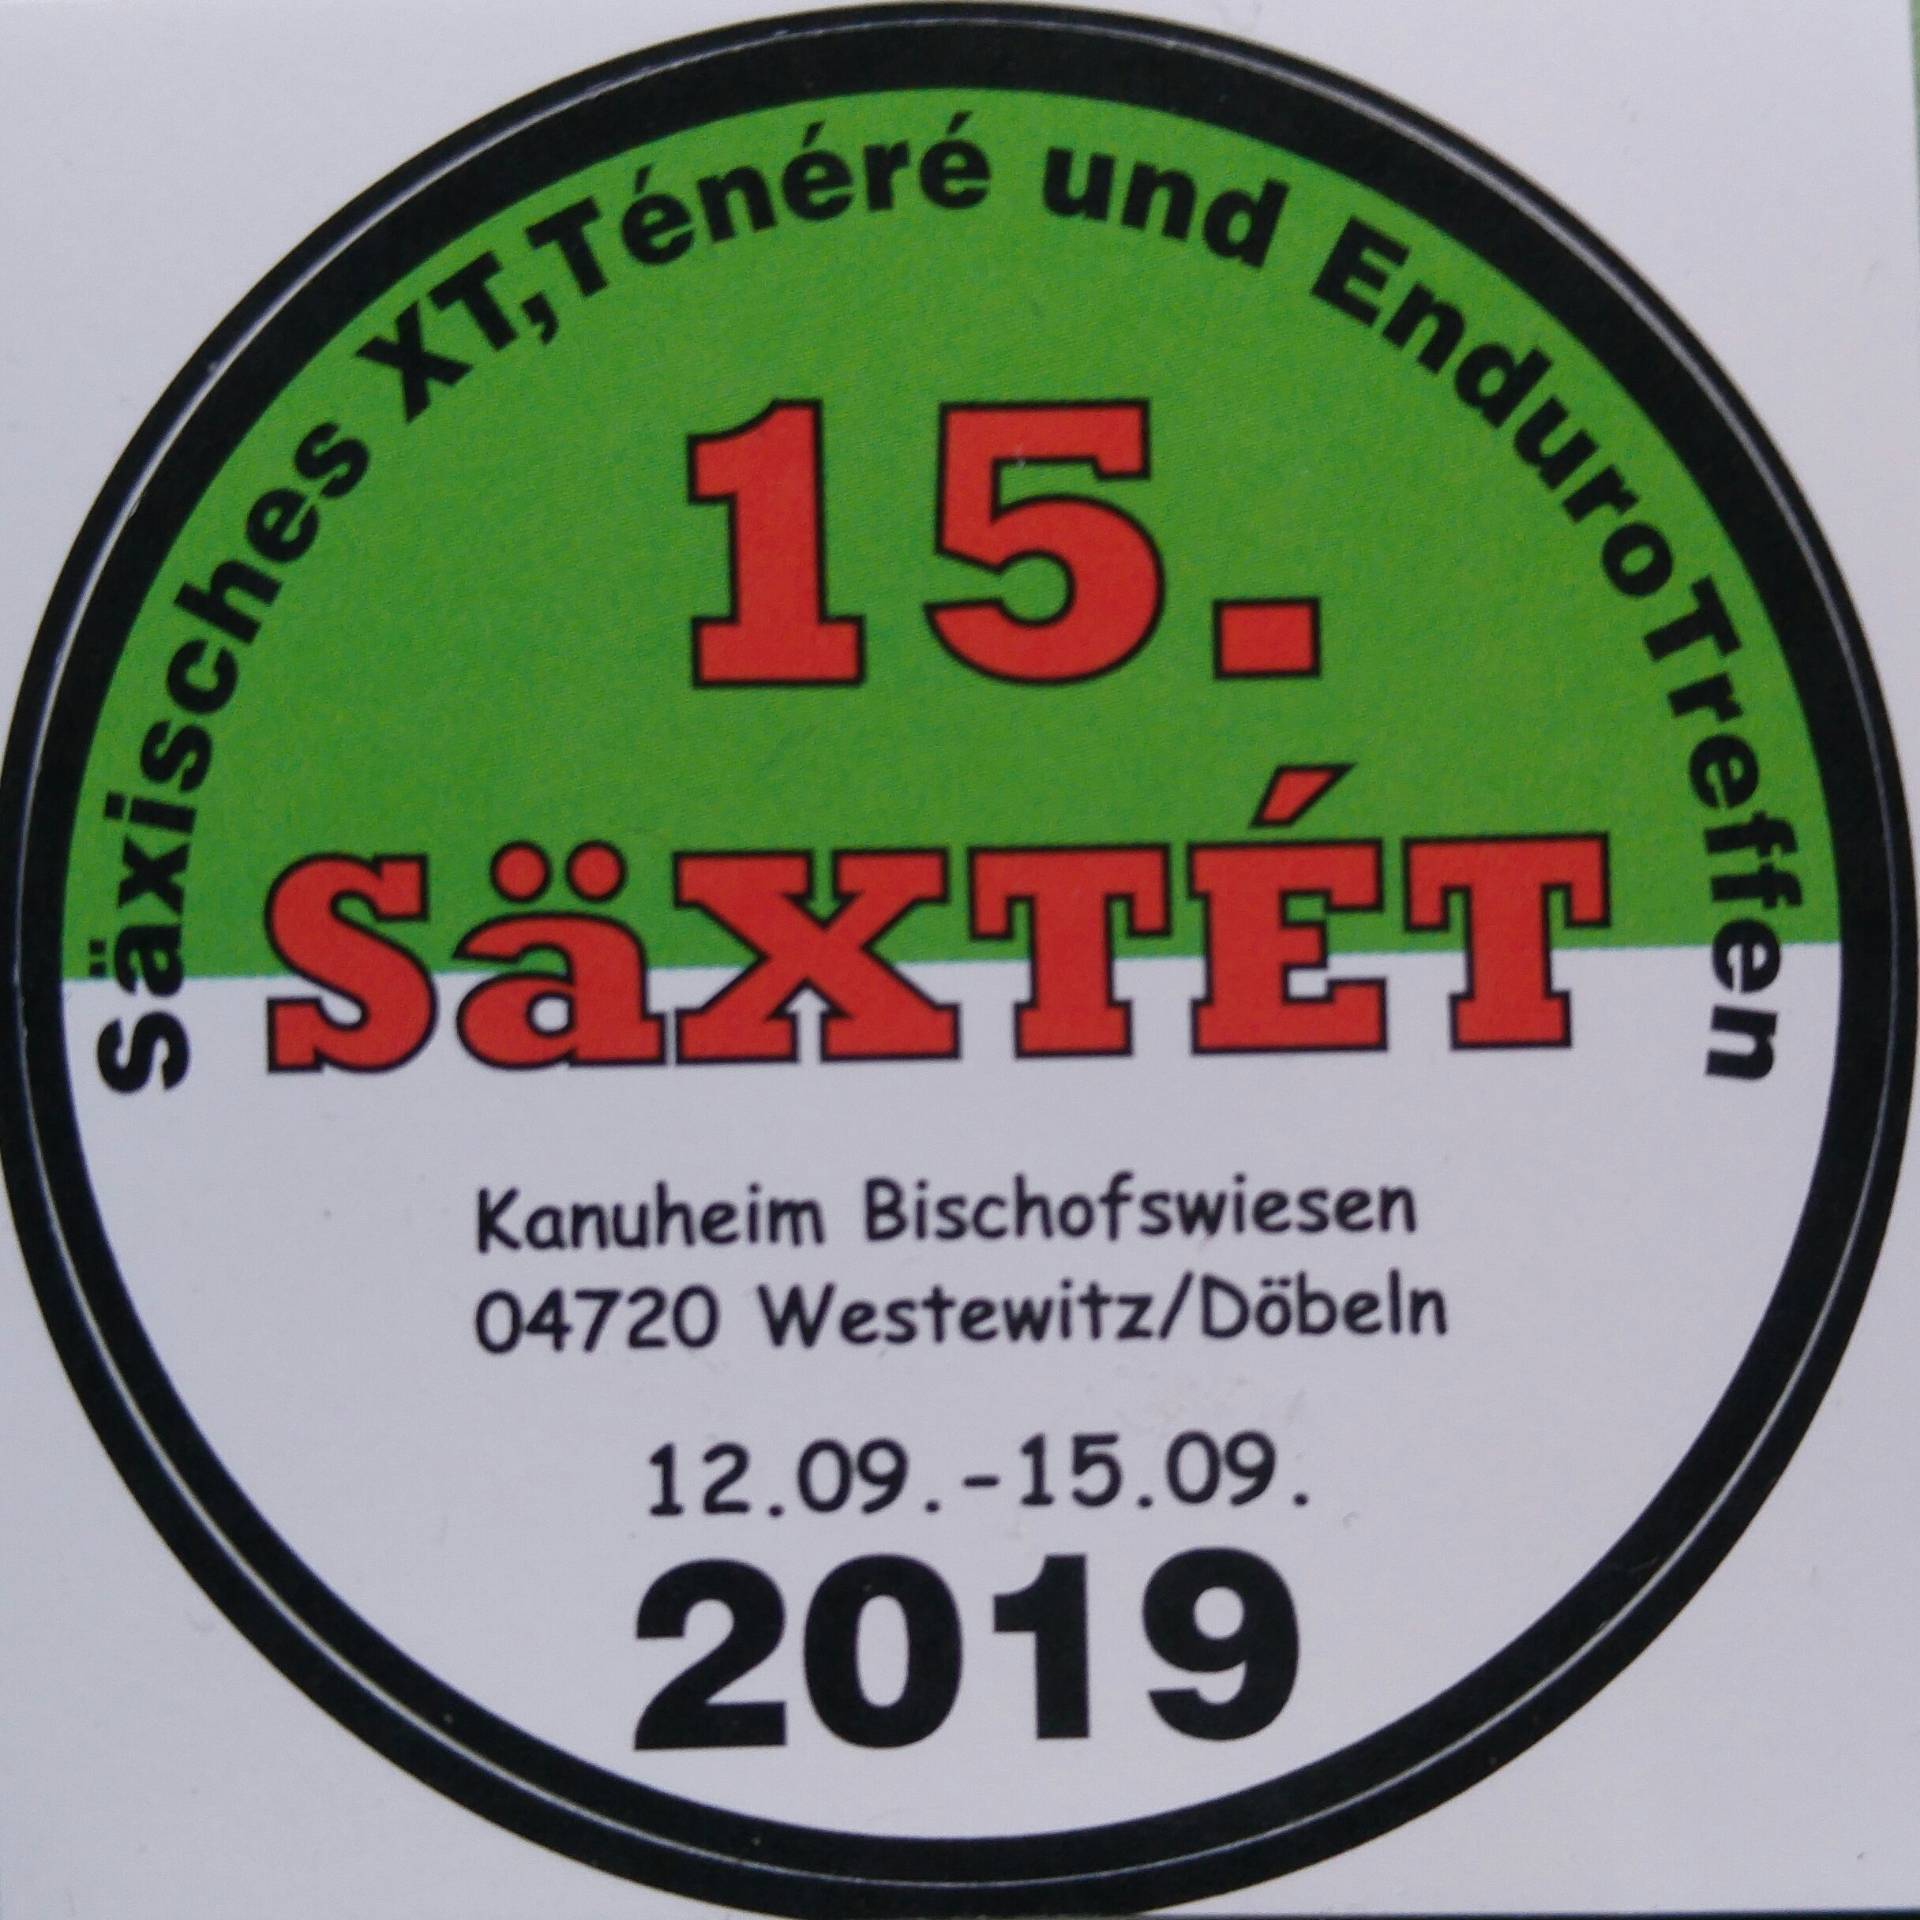 Säxisches XT,Ténéré und EnduroTreffen
15.
SäXTÉT
Kanuheim Bischofswiesen
04720 Westewitz/Döbeln
12.09.-15.09.
2019